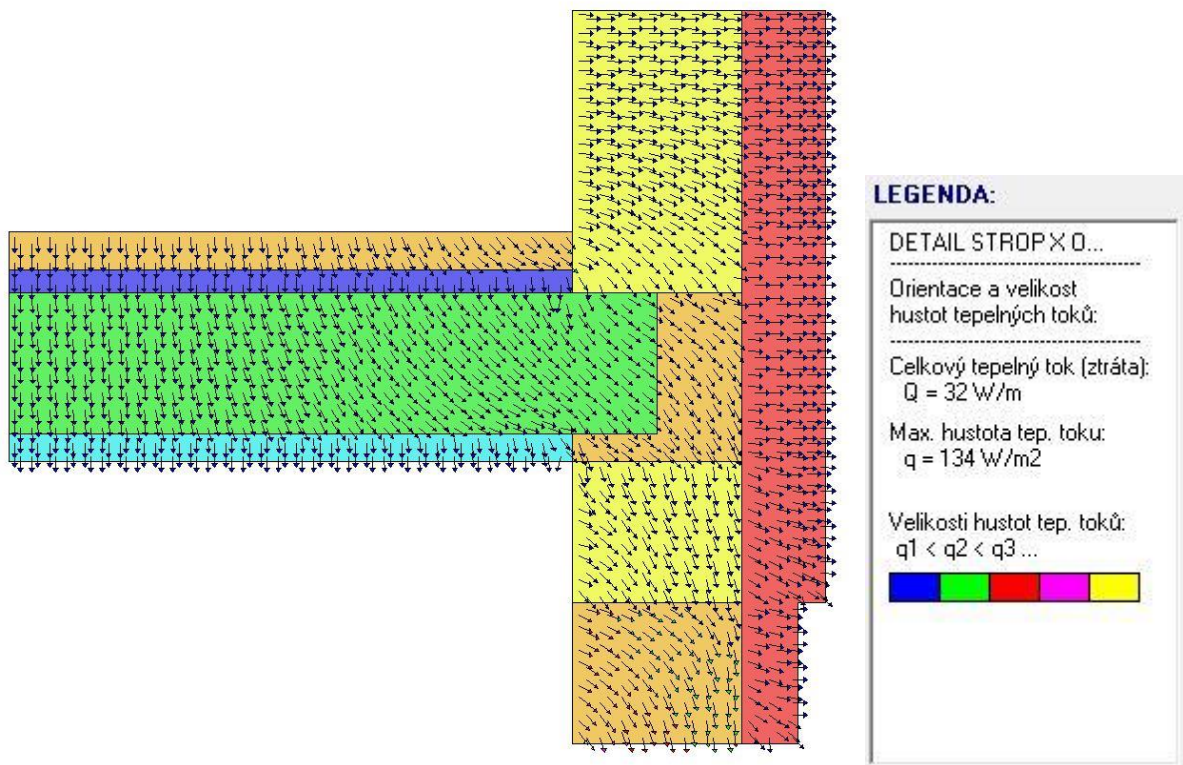 LEGENDA:
DETAIL STROP X O...
Orientace a velikost
hustot tepelných toků:
Celkový tepelný tok (ztráta):
Q = 32 W/m
Max. hustota tep. toku:
q = 134 W/m2
Velikosti hustot tep. toků:
q1 < q2 < q3 ...